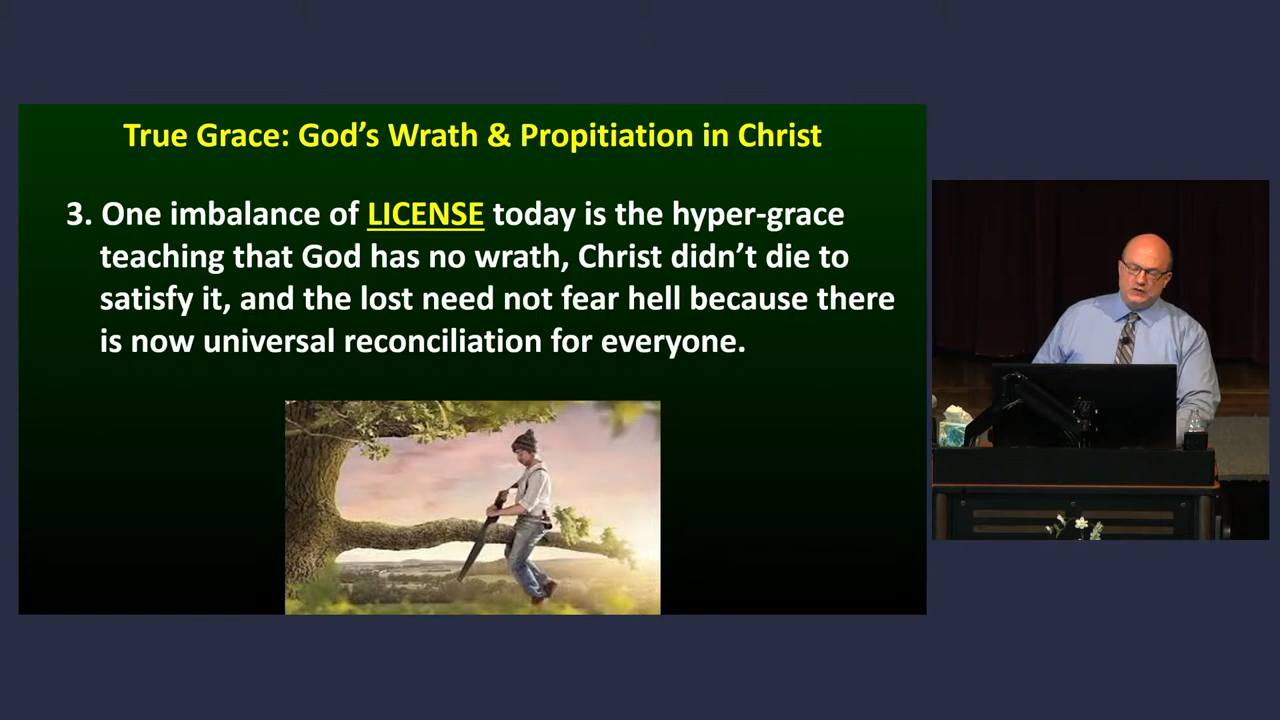 True Grace: God’s Wrath & Propitiation in Christ
3. One imbalance of LICENSE today is the hyper-grace
teaching that God has no wrath, Christ didn’t die to
satisfy it, and the lost need not fear hell because there
is now universal reconciliation for everyone.